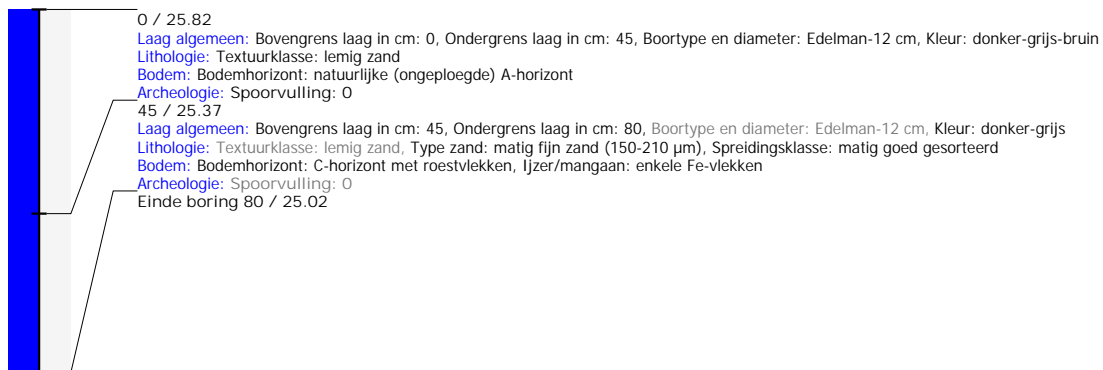 0 / 25.82
Laag algemeen: Bovengrens laag in cm: 0, Ondergrens laag in cm: 45, Boortype en diameter: Edelman-12 cm, Kleur: donker-grijs-bruin
Lithologie: Textuurklasse: lemig zand
Bodem: Bodemhorizont: natuurlijke (ongeploegde) A-horizont
Archeologie: Spoorvulling: 0
45 / 25.37
Laag algemeen: Bovengrens laag in cm: 45, Ondergrens laag in cm: 80, Boortype en diameter: Edelman-12 cm, Kleur: donker-grijs
Lithologie: Textuurklasse: lemig zand, Type zand: matig fijn zand (150-210 µm), Spreidingsklasse: matig goed gesorteerd
Bodem: Bodemhorizont: C-horizont met roestvlekken, Ijzer/mangaan: enkele Fe-vlekken
Archeologie: Spoorvulling: 0
Einde boring 80 / 25.02